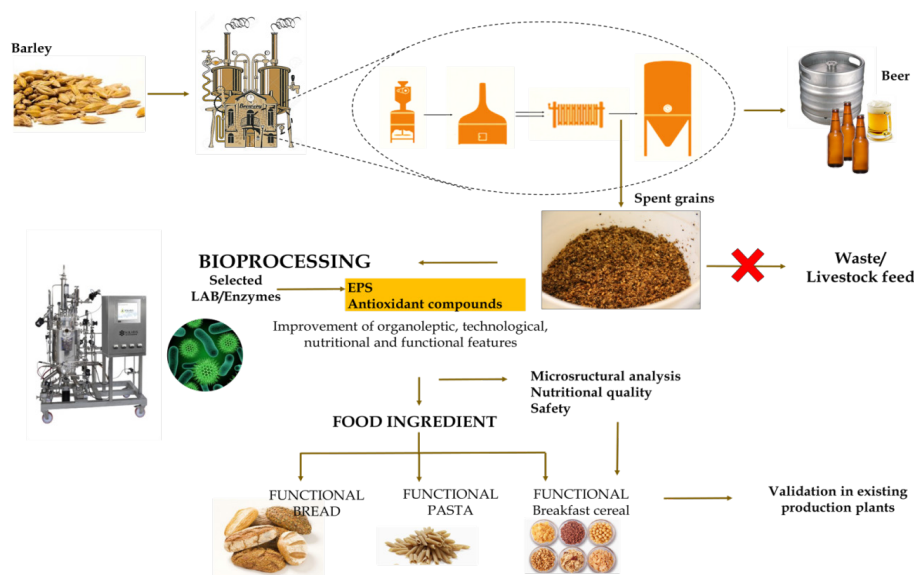 Barley
Beer
Spent grains
BIOPROCESSING
Selected
LAB/Enzymes
EPS
Antioxidant compounds
Waste/
Livestock feed
Improvement of organoleptic, technological,
nutritional and functional features
Microsructural analysis
Nutritional quality
Safety
FOOD INGREDIENT
FUNCTIONAL
BREAD
FUNCTIONAL
PASTA
FUNCTIONAL
Breakfast cereal
Validation in existing
production plants